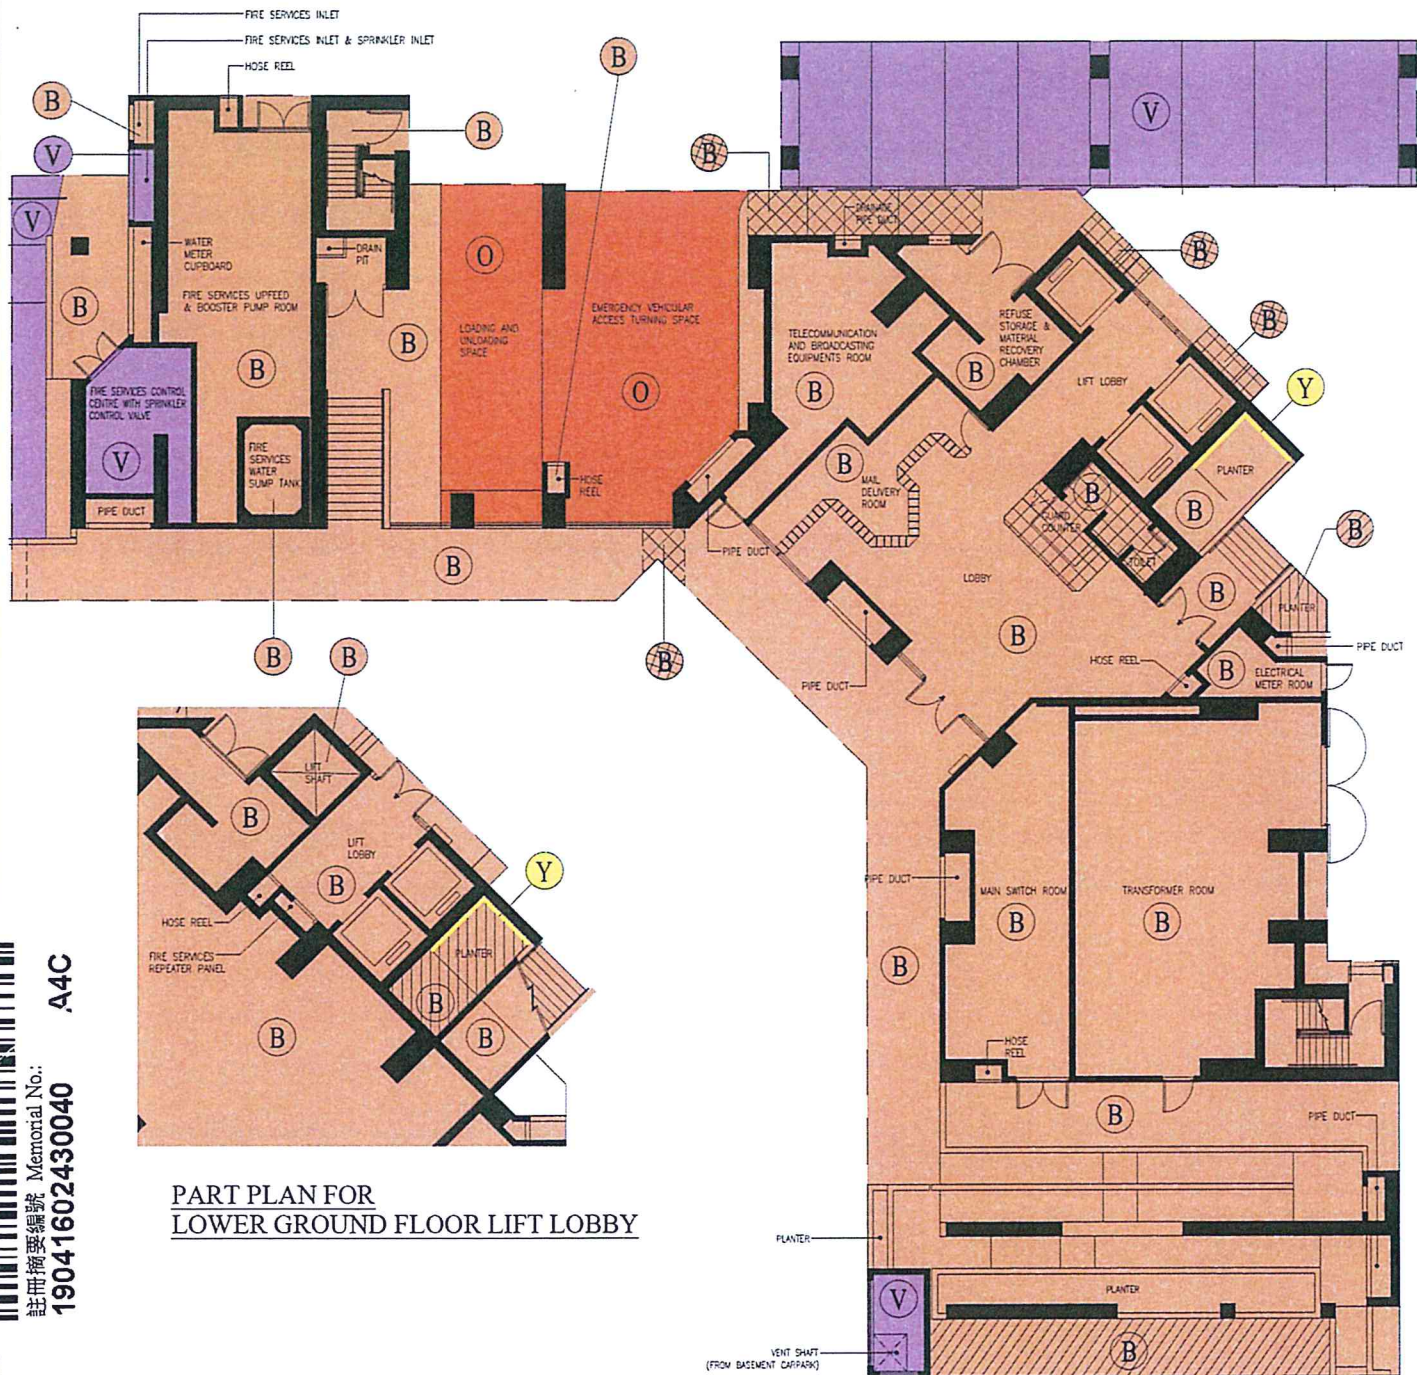 FIRE SERVICES INLET
FIRE SERVICES INLET & SPRINKLER INLET
HOSE REEL
B
B
B
V
B
V
V
WATER
METER
CUPBOARD
DRAIN
PIT
B
FIRE SERVICES UPFEED
& BOOSTER PUMP ROOM
O
LOADING AND
UNLOADING
SPACE
EMERGENCY VEHICULAR
ACCESS TURNING SPACE
O
B
B
FIRE SERVICES CONTROL
CENTRE WITH SPRINKLER
CONTROL VALVE
V
FIRE
SERVICES
WATER
SUMP TANK
PIPE DUCT
HOSE
REEL
B
B
B
DRAINAGE
PIPE DUCT
B
TELECOMMUNICATION
AND BROADCASTING
EQUIPMENTS ROOM
B
REFUSE
STORAGE &
MATERIAL
RECOVERY
CHAMBER
B
LIFT LOBBY
B
Y
PLANTER
B
MAIL
DELIVERY
ROOM
B
GUARD
COUNTER
B
TOILET
B
PIPE DUCT
LOBBY
B
B
PLANTER
B
PIPE DUCT
HOSE REEL
B
ELECTRICAL
METER ROOM
PIPE DUCT
B
B
LIFT
SHAFT
B
LIFT
LOBBY
B
Y
HOSE REEL
PLANTER
FIRE SERVICES
REPEATER PANEL
B
B
B
PIPE DUCT
MAIN SWITCH ROOM
B
TRANSFORMER ROOM
B
B
HOSE
REEL
B
PIPE DUCT
PART PLAN FOR
LOWER GROUND FLOOR LIFT LOBBY
PLANTER
PLANTER
V
VENT SHAFT
(FROM BASEMENT CARPARK)
B
註冊摘要編號 Memorial No.:
19041602430040 A4C